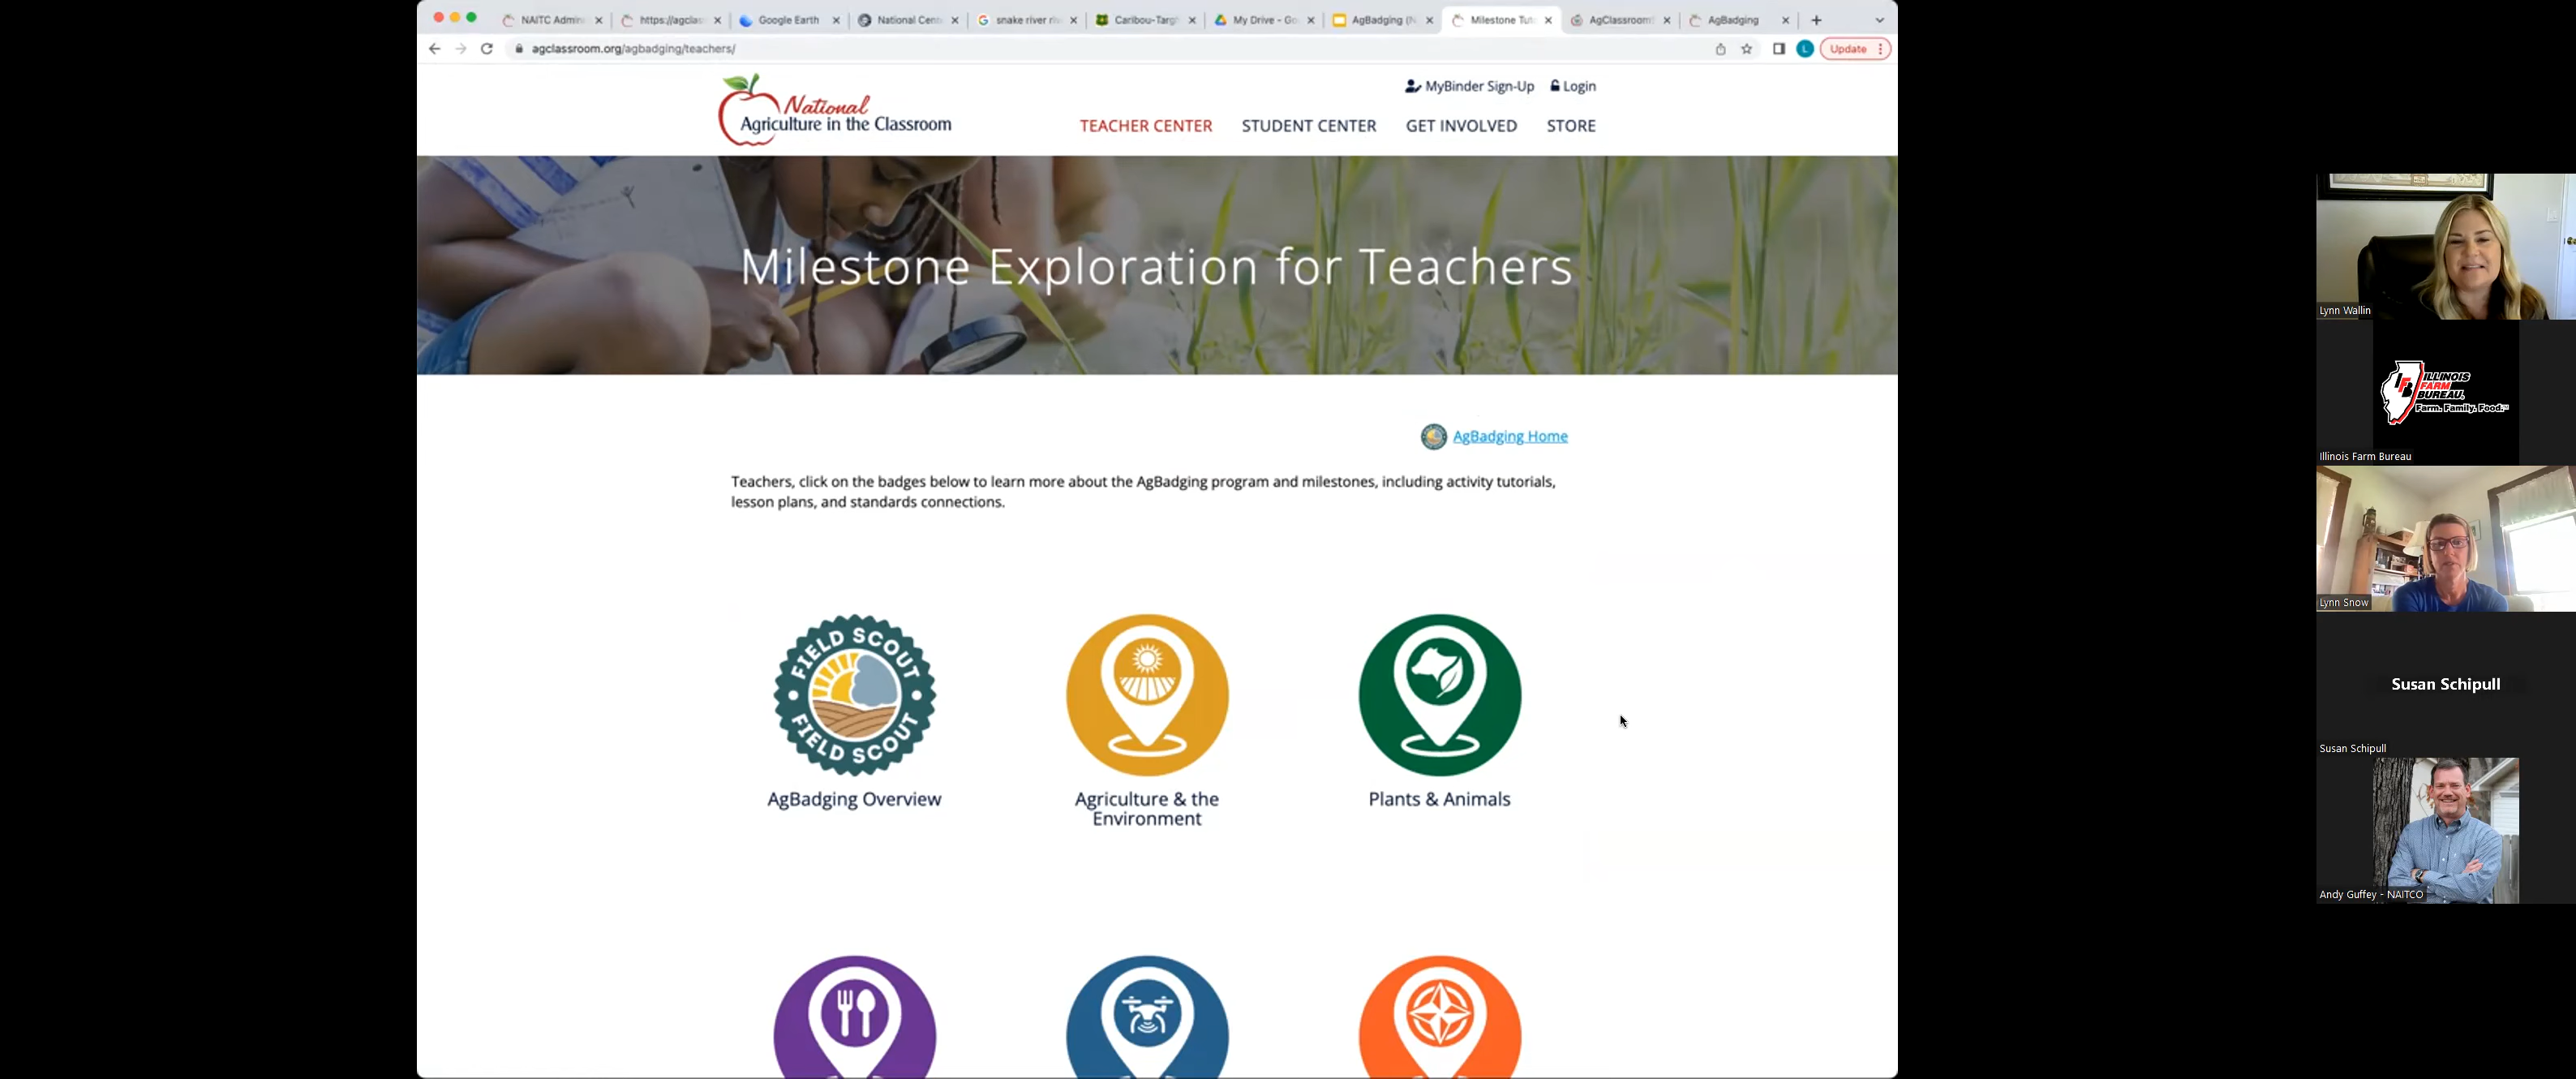 NAITC Admin
https://agclas
Google Earth
National Cent
snake river ri
Caribou-Targ
My Drive - Go
AgBadging (N
Milestone Tut
AgClassroom
AgBadging
agclassroom.org/agbadging/teachers/
L
Update
National
Agriculture in the Classroom
MyBinder Sign-Up
Login
TEACHER CENTER
STUDENT CENTER
GET INVOLVED
STORE
Milestone Exploration for Teachers
AgBadging Home
Teachers, click on the badges below to learn more about the AgBadging program and milestones, including activity tutorials,
lesson plans, and standards connections.
FIELD SCOUT
FIELD SCOUT
AgBadging Overview
Agriculture & the
Environment
Plants & Animals
Lynn Wallin
ILLINOIS
FARM
BUREAU.
Farm. Family. Food.™
Illinois Farm Bureau
Lynn Snow
Susan Schipull
Susan Schipull
Andy Guffey - NAITCO